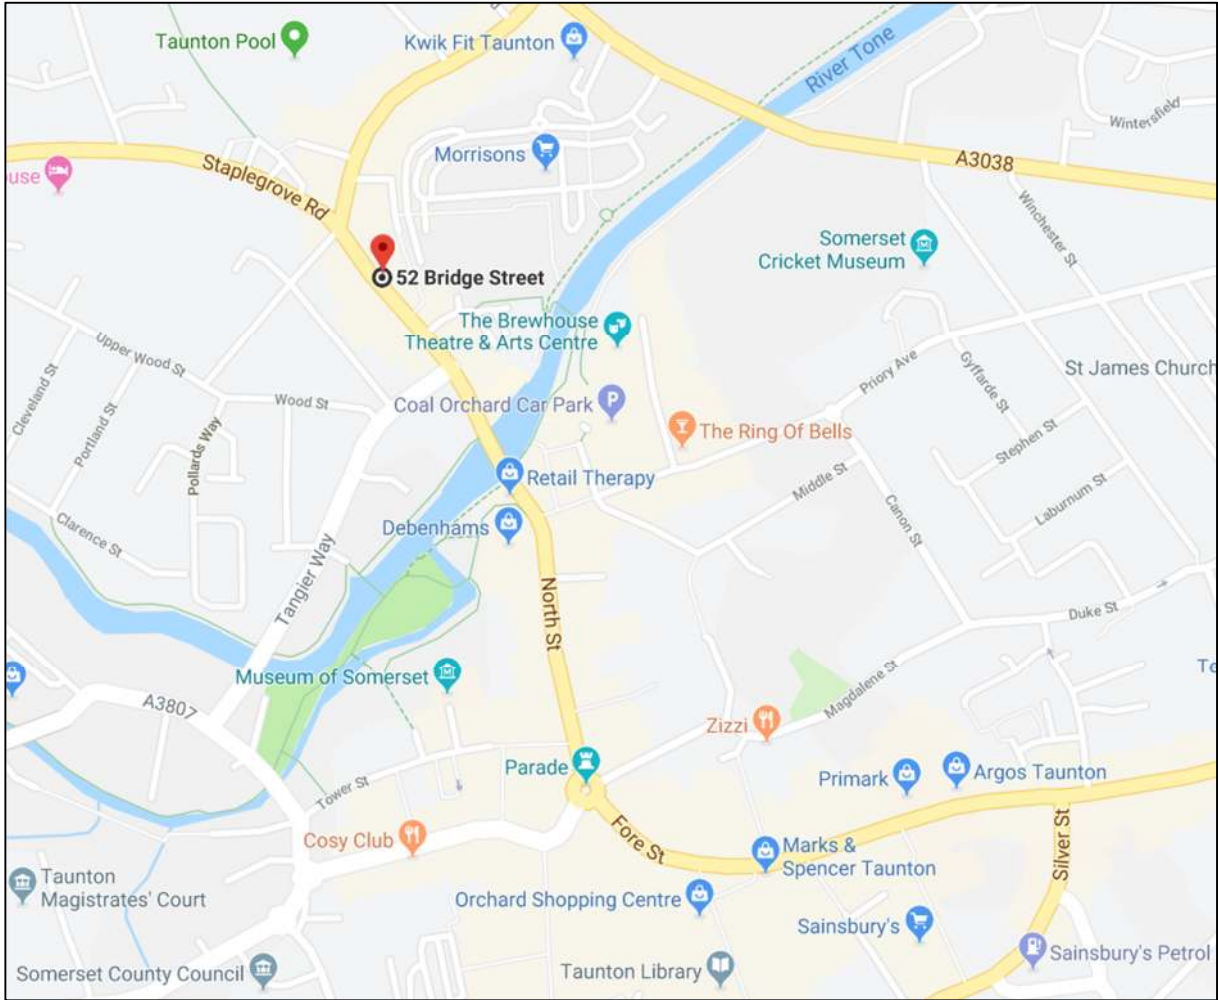 Taunton Pool
Kwik Fit Taunton
River Tone
Wintersfield
Morrisons
A3038
Staplegrove Rd
use
Winchester St
Somerset
Cricket Museum
52 Bridge Street
The Brewhouse
Theatre & Arts Centre
Upper Wood St
Priory Ave
Gyffarde St
St James Church
Cleveland St
Portland St
Wood St
Coal Orchard Car Park
P
The Ring Of Bells
Pollards Way
Stephen St
Retail Therapy
Middle St
Laburnum St
Canon St
Clarence St
Debenhams
Tangier Way
North St
Duke St
Museum of Somerset
Magdalene St
To
A3807
Zizzi
Parade
Primark
Argos Taunton
Tower St
Cosy Club
Fore St
Silver St
Marks &
Spencer Taunton
Taunton
Magistrates' Court
Orchard Shopping Centre
Sainsbury's
Somerset County Council
Taunton Library
Sainsbury's Petrol